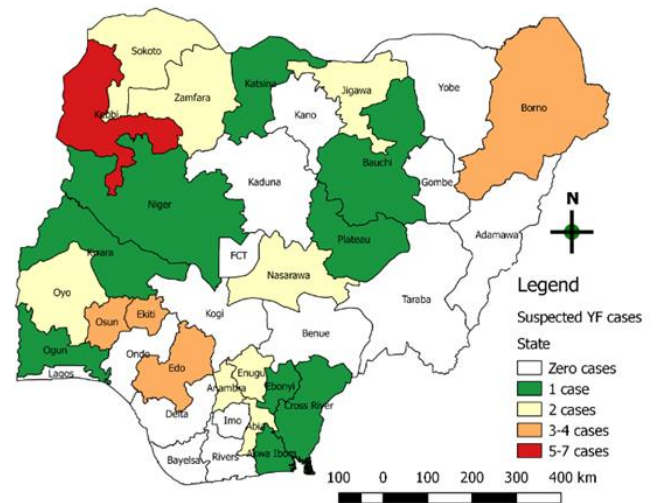 Sokoto
Kebbi
Zamfara
Katsina
Kano
Jigawa
Yobe
Borno
Bauchi
Gombe
Kaduna
Niger
Adamawa
Plateau
FCT
Kwara
Nasarawa
Taraba
Oyo
Kogi
Benue
Osun
Ekiti
Ogun
Ondo
Edo
Lagos
Enugu
Anambra
Ebonyi
Cross River
Delta
Imo
Abia
Bayelsa
Rivers
Akwa Ibom
N
Legend
Suspected YF cases
State
Zero cases
1 case
2 cases
3-4 cases
5-7 cases
100 0 100 200 300 400 km